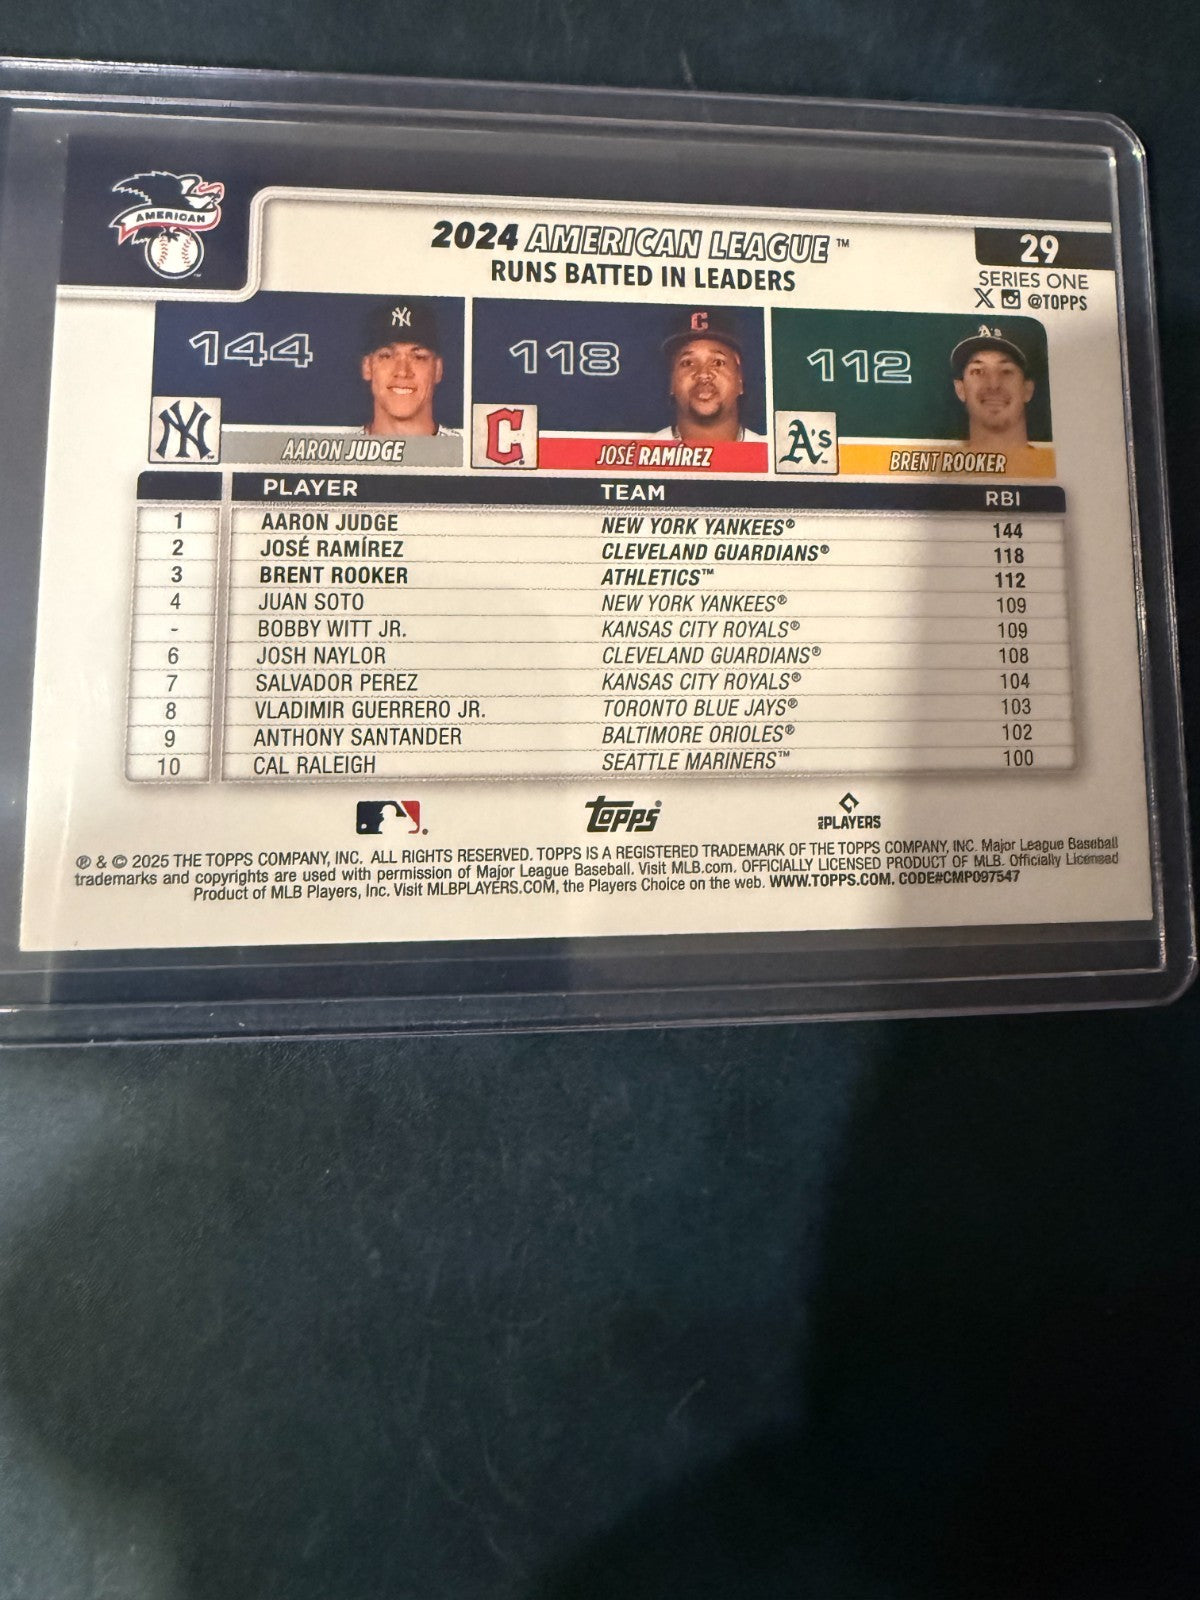 AMERICAN
2024 AMERICAN LEAGUE™
RUNS BATTED IN LEADERS
29
SERIES ONE
X @TOPPS
144
118
112
NY
C
A's
NY
C
A's
AARON JUDGE
JOSÉ RAMÍREZ
BRENT ROOKER
PLAYER TEAM RBI
1 AARON JUDGE NEW YORK YANKEES® 144
2 JOSÉ RAMÍREZ CLEVELAND GUARDIANS® 118
3 BRENT ROOKER ATHLETICS™ 112
4 JUAN SOTO NEW YORK YANKEES® 109
- BOBBY WITT JR. KANSAS CITY ROYALS® 109
6 JOSH NAYLOR CLEVELAND GUARDIANS® 108
7 SALVADOR PEREZ KANSAS CITY ROYALS® 104
8 VLADIMIR GUERRERO JR. TORONTO BLUE JAYS® 103
9 ANTHONY SANTANDER BALTIMORE ORIOLES® 102
10 CAL RALEIGH SEATTLE MARINERS™ 100
Topps®
MLB PLAYERS
® & © 2025 THE TOPPS COMPANY, INC. ALL RIGHTS RESERVED. TOPPS IS A REGISTERED TRADEMARK OF THE TOPPS COMPANY, INC. Major League Baseball
trademarks and copyrights are used with permission of Major League Baseball. Visit MLB.com. OFFICIALLY LICENSED PRODUCT OF MLB. Officially Licensed
Product of MLB Players, Inc. Visit MLBPLAYERS.COM, the Players Choice on the web. WWW.TOPPS.COM. CODE#CMP097547